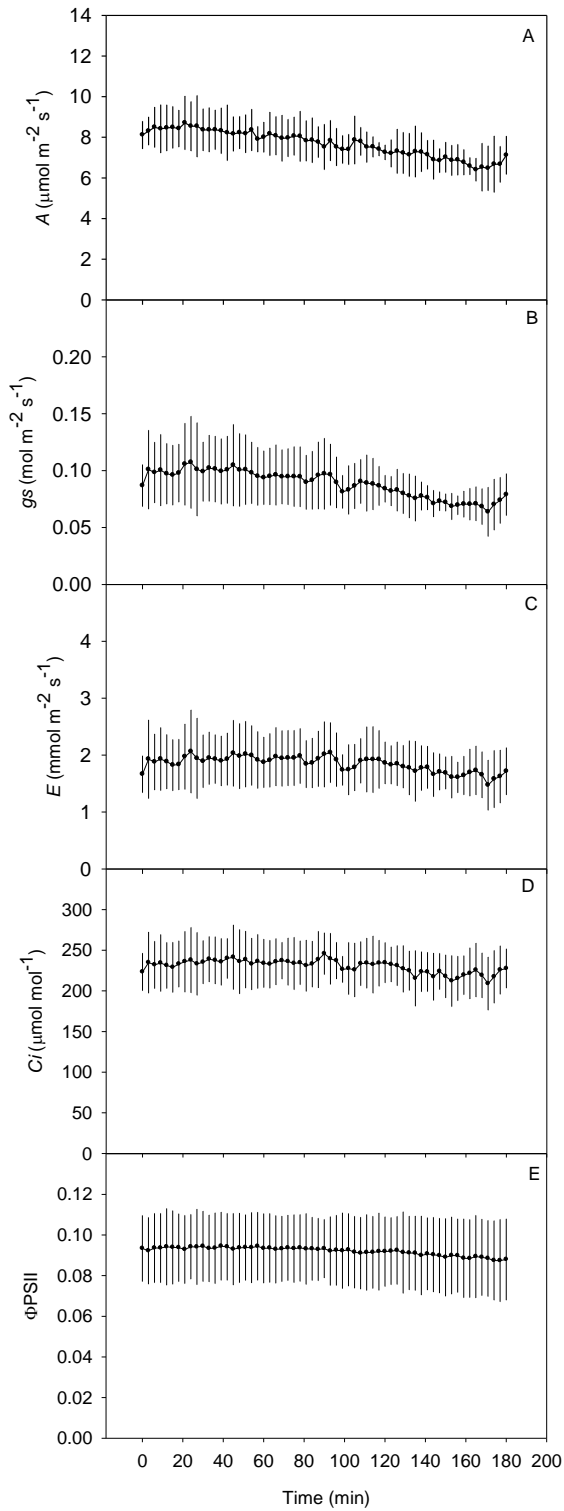 A
14
12
10
8
6
4
2
0
A (μmol m-2 s-1)
B
0.20
0.15
0.10
0.05
0.00
gs (mol m-2 s-1)
C
4
3
2
1
0
E (mmol m-2 s-1)
D
300
250
200
150
100
50
0
Ci (μmol mol-1)
E
0.12
0.10
0.08
0.06
0.04
0.02
0.00
ΦPSII
0 20 40 60 80 100 120 140 160 180 200
Time (min)